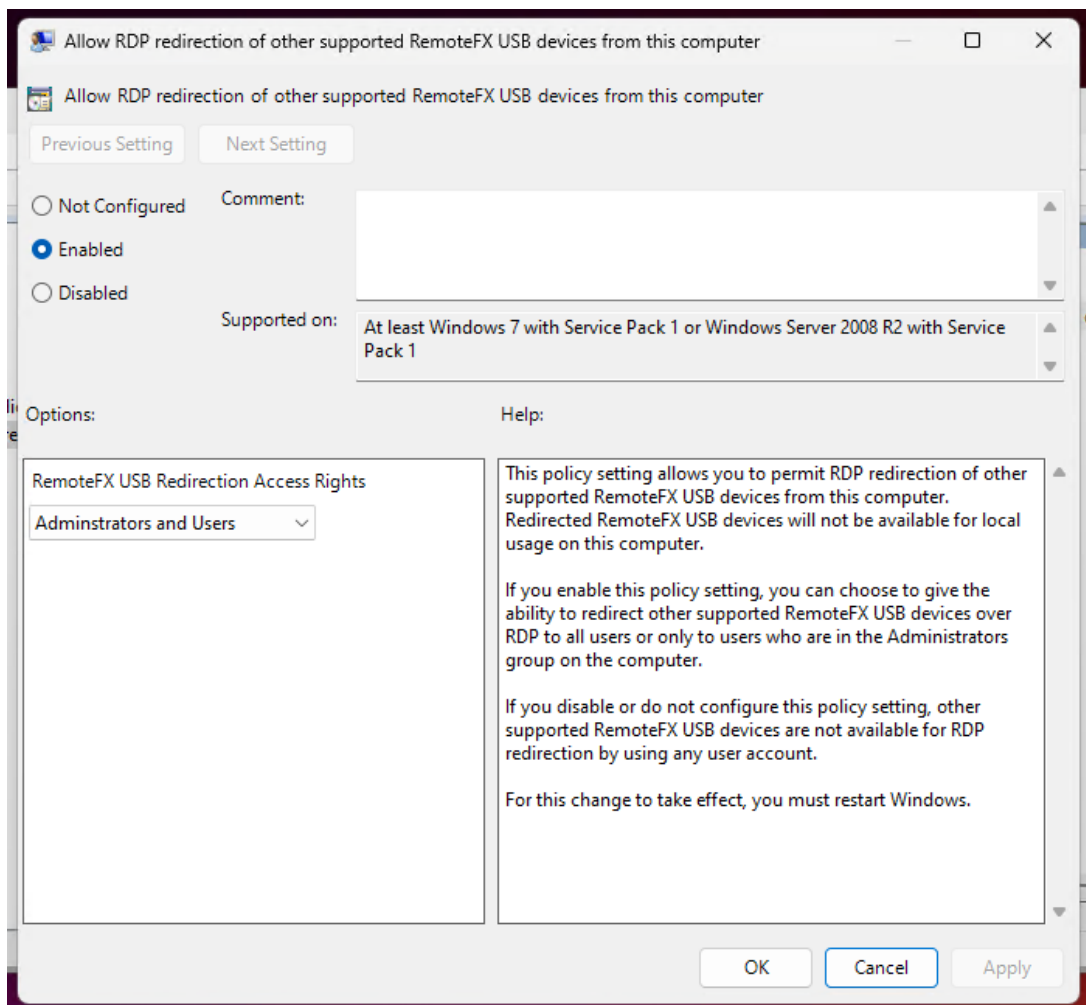 Allow RDP redirection of other supported RemoteFX USB devices from this computer
Allow RDP redirection of other supported RemoteFX USB devices from this computer
Previous Setting
Next Setting
Not Configured
Enabled
Disabled
Comment:
Supported on:
At least Windows 7 with Service Pack 1 or Windows Server 2008 R2 with Service
Pack 1
Options:
Help:
RemoteFX USB Redirection Access Rights
Adminstrators and Users
This policy setting allows you to permit RDP redirection of other
supported RemoteFX USB devices from this computer.
Redirected RemoteFX USB devices will not be available for local
usage on this computer.
If you enable this policy setting, you can choose to give the
ability to redirect other supported RemoteFX USB devices over
RDP to all users or only to users who are in the Administrators
group on the computer.
If you disable or do not configure this policy setting, other
supported RemoteFX USB devices are not available for RDP
redirection by using any user account.
For this change to take effect, you must restart Windows.
OK
Cancel
Apply